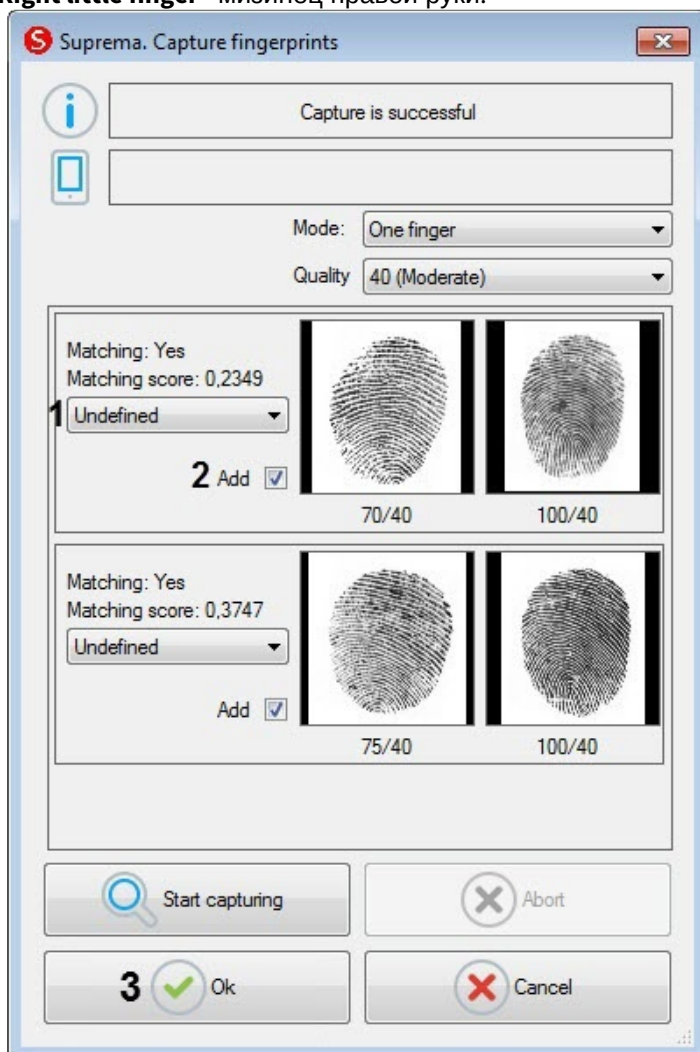 Right little finger - мизинец правой руки.
Suprema. Capture fingerprints
Capture is successful
Mode: One finger
Quality 40 (Moderate)
Matching: Yes
Matching score: 0,2349
1 Undefined
2 Add
70/40 100/40
Matching: Yes
Matching score: 0,3747
Undefined
Add
75/40 100/40
Start capturing Abort
3 Ok Cancel